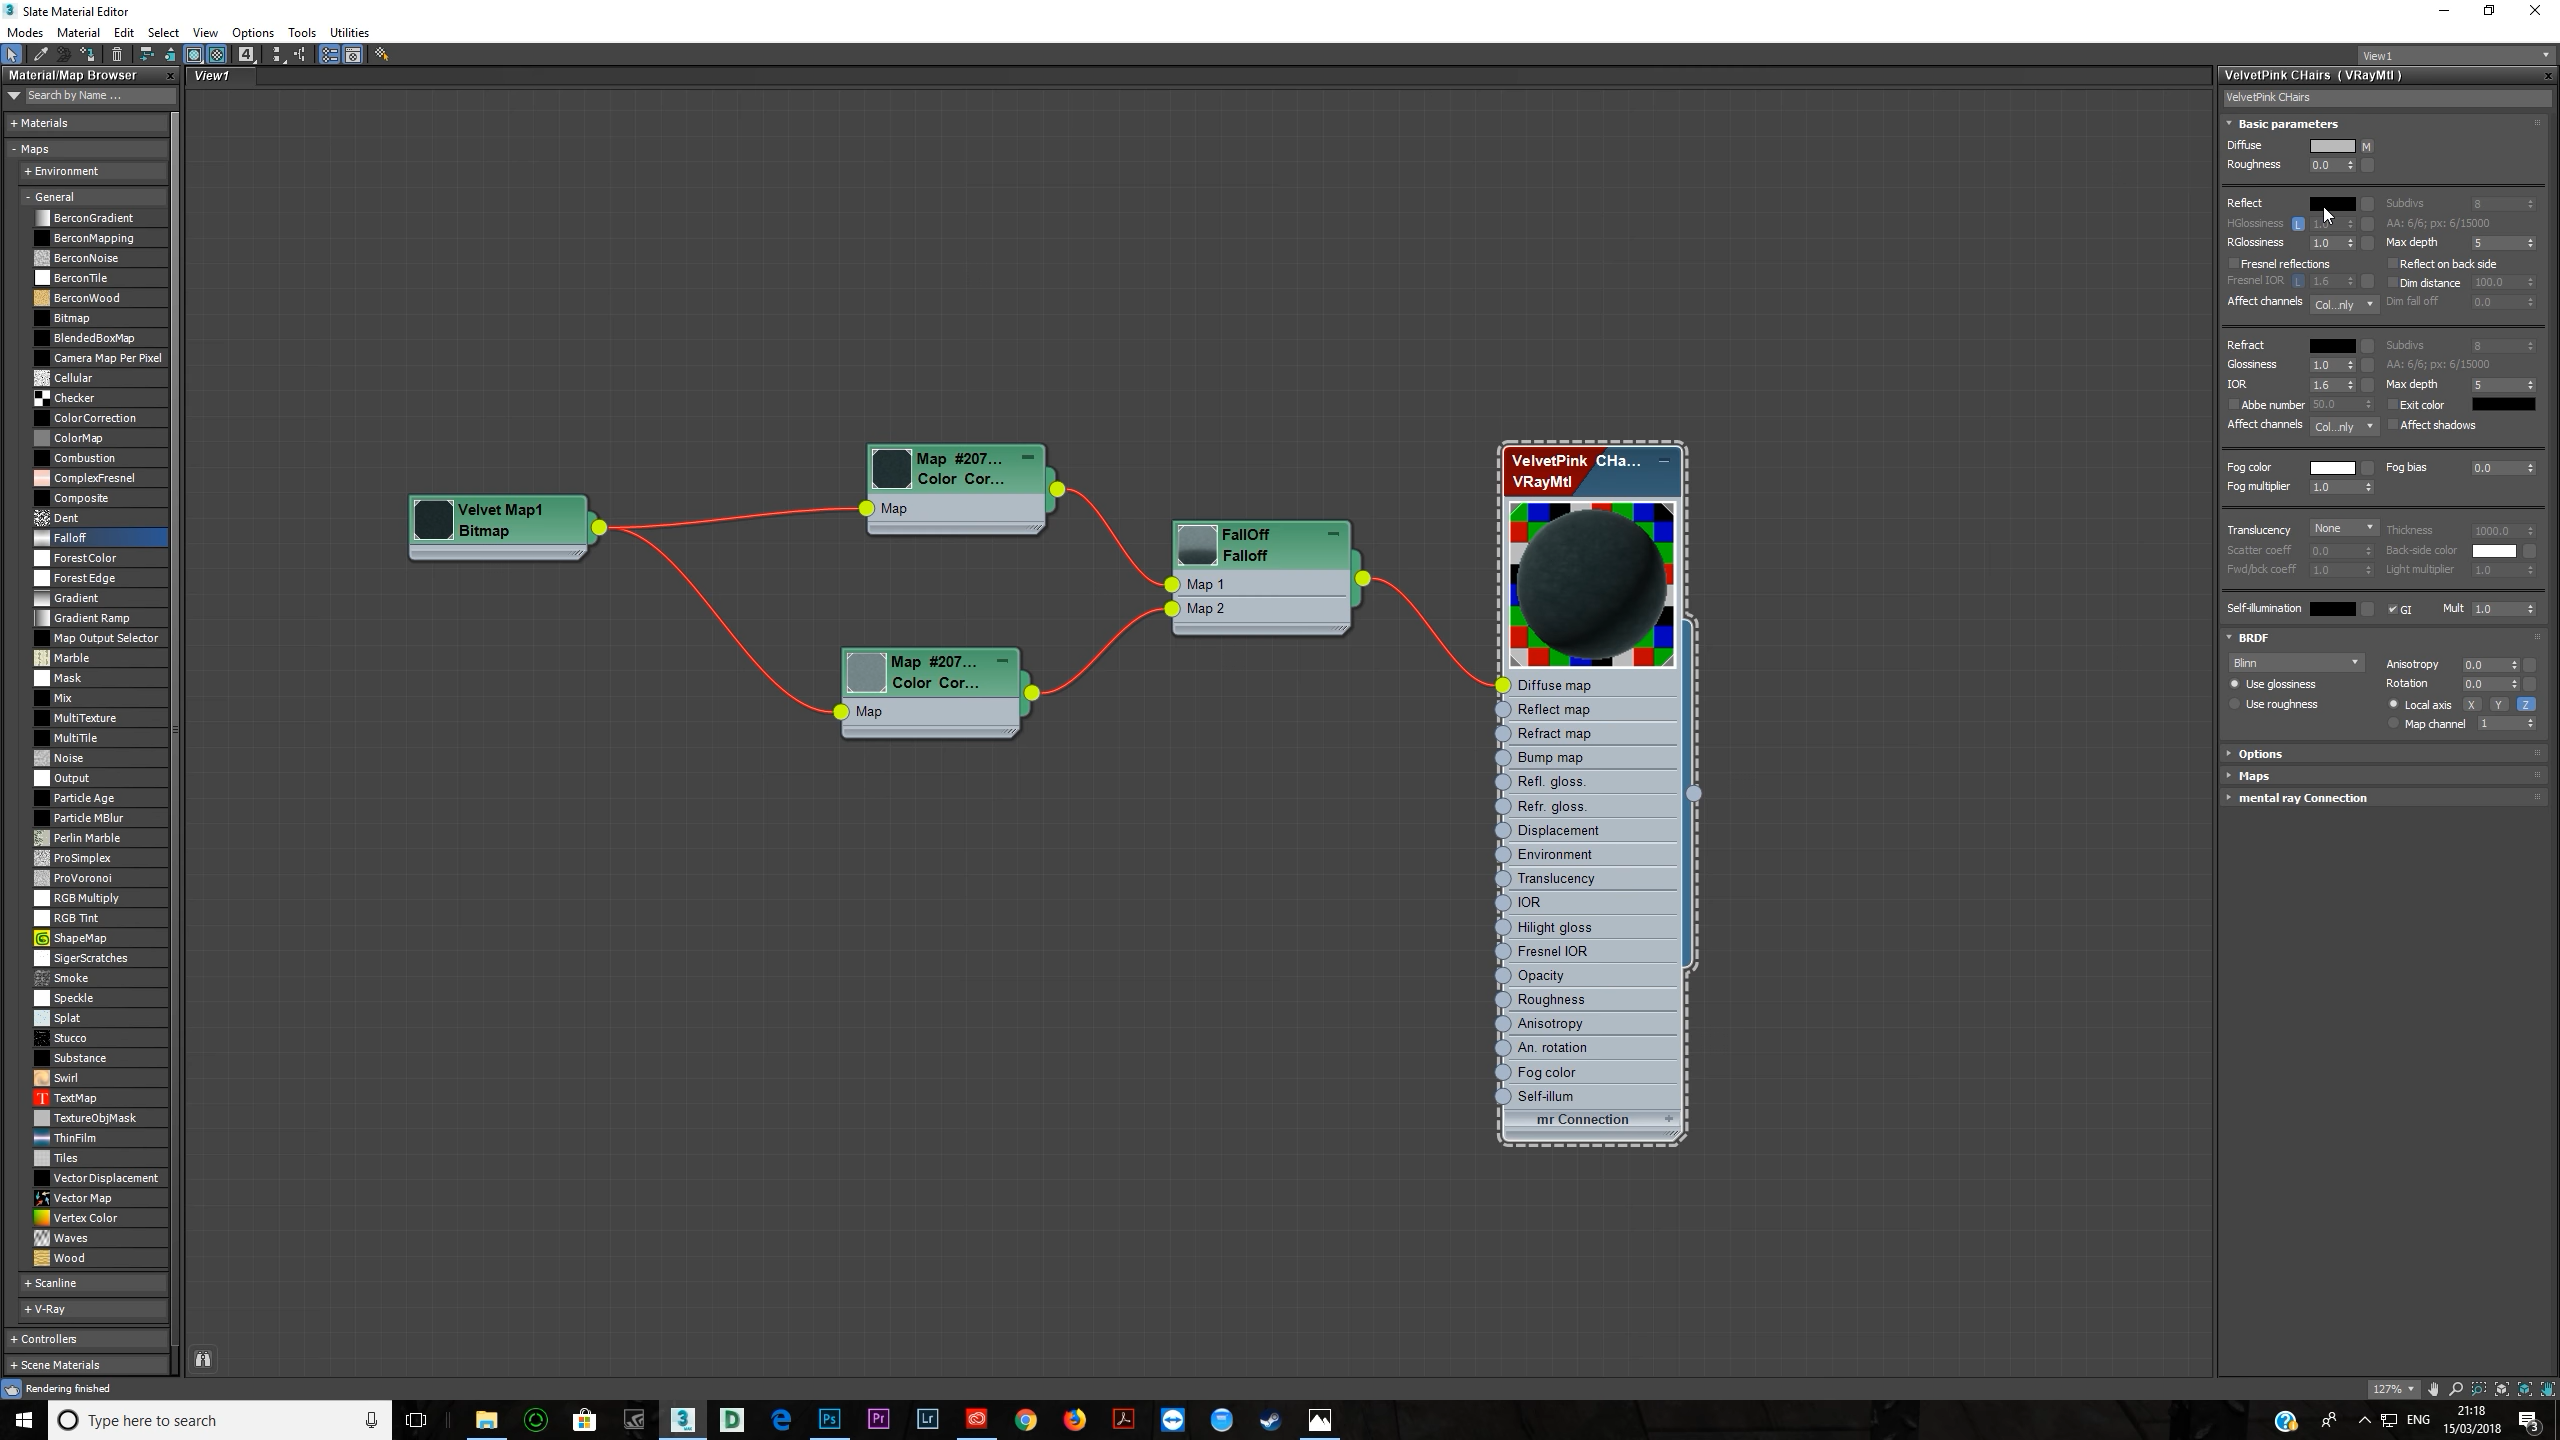 Slate Material Editor
Modes Material Edit Select View Options Tools Utilities
View1
Material/Map Browser
Search by Name ...
+ Materials
- Maps
+ Environment
- General
BerconGradient
BerconMapping
BerconNoise
BerconTile
BerconWood
Bitmap
BlendedBoxMap
Camera Map Per Pixel
Cellular
Checker
ColorCorrection
ColorMap
Combustion
ComplexFresnel
Composite
Dent
Falloff
ForestColor
Forest Edge
Gradient
Gradient Ramp
Map Output Selector
Marble
Mask
Mix
MultiTexture
MultiTile
Noise
Output
Particle Age
Particle MBlur
Perlin Marble
ProSimplex
ProVoronoi
RGB Multiply
RGB Tint
ShapeMap
SigerScratches
Smoke
Speckle
Splat
Stucco
Substance
Swirl
TextMap
TextureObjMask
ThinFilm
Tiles
Vector Displacement
Vector Map
Vertex Color
Waves
Wood
+ Scanline
+ V-Ray
+ Controllers
+ Scene Materials
View1
Velvet Map1
Bitmap
Map #207...
Color Cor...
Map
Map #207...
Color Cor...
Map
FallOff
Falloff
Map 1
Map 2
VelvetPink CHa...
VRayMtl
Diffuse map
Reflect map
Refract map
Bump map
Refl. gloss.
Refr. gloss.
Displacement
Environment
Translucency
IOR
Hilight gloss
Fresnel IOR
Opacity
Roughness
Anisotropy
An. rotation
Fog color
Self-illum
mr Connection +
VelvetPink CHairs ( VRayMtl )
VelvetPink CHairs
Basic parameters
Diffuse M
Roughness 0.0
Reflect Subdivs 8
HGlossiness L 1.0 AA: 6/6; px: 6/15000
RGlossiness 1.0 Max depth 5
Fresnel reflections Reflect on back side
Fresnel IOR L 1.6 Dim distance 100.0
Affect channels Col...nly Dim fall off 0.0
Refract Subdivs 8
Glossiness 1.0 AA: 6/6; px: 6/15000
IOR 1.6 Max depth 5
Abbe number 50.0 Exit color
Affect channels Col...nly Affect shadows
Fog color Fog bias 0.0
Fog multiplier 1.0
Translucency None Thickness 1000.0
Scatter coeff 0.0 Back-side color
Fwd/bck coeff 1.0 Light multiplier 1.0
Self-illumination GI Mult 1.0
BRDF
Blinn Anisotropy 0.0
Use glossiness Rotation 0.0
Use roughness Local axis X Y Z
Map channel 1
Options
Maps
mental ray Connection
Rendering finished
127%
Type here to search
3 D Ps Pr Lr
ENG
21:18
15/03/2018
3